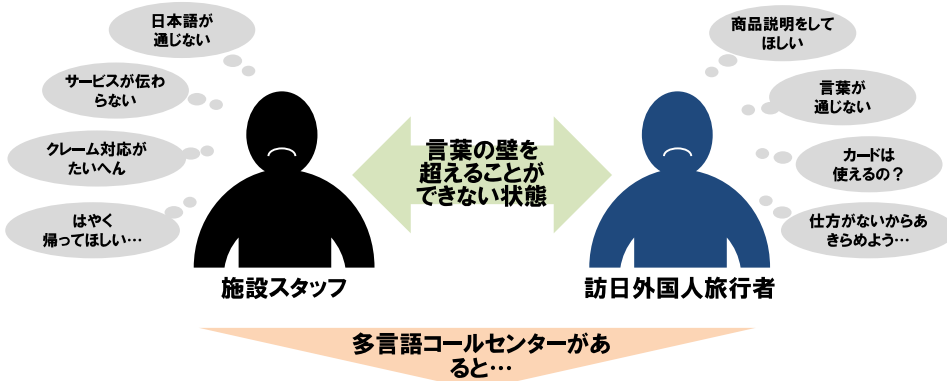 日本語が
通じない
サービスが伝わ
らない
クレーム対応が
たいへん
はやく
帰ってほしい…
施設スタッフ
言葉の壁を
超えることが
できない状態
商品説明をして
ほしい
言葉が
通じない
カードは
使えるの？
仕方がないからあ
きらめよう…
訪日外国人旅行者
多言語コールセンターがあ
ると…